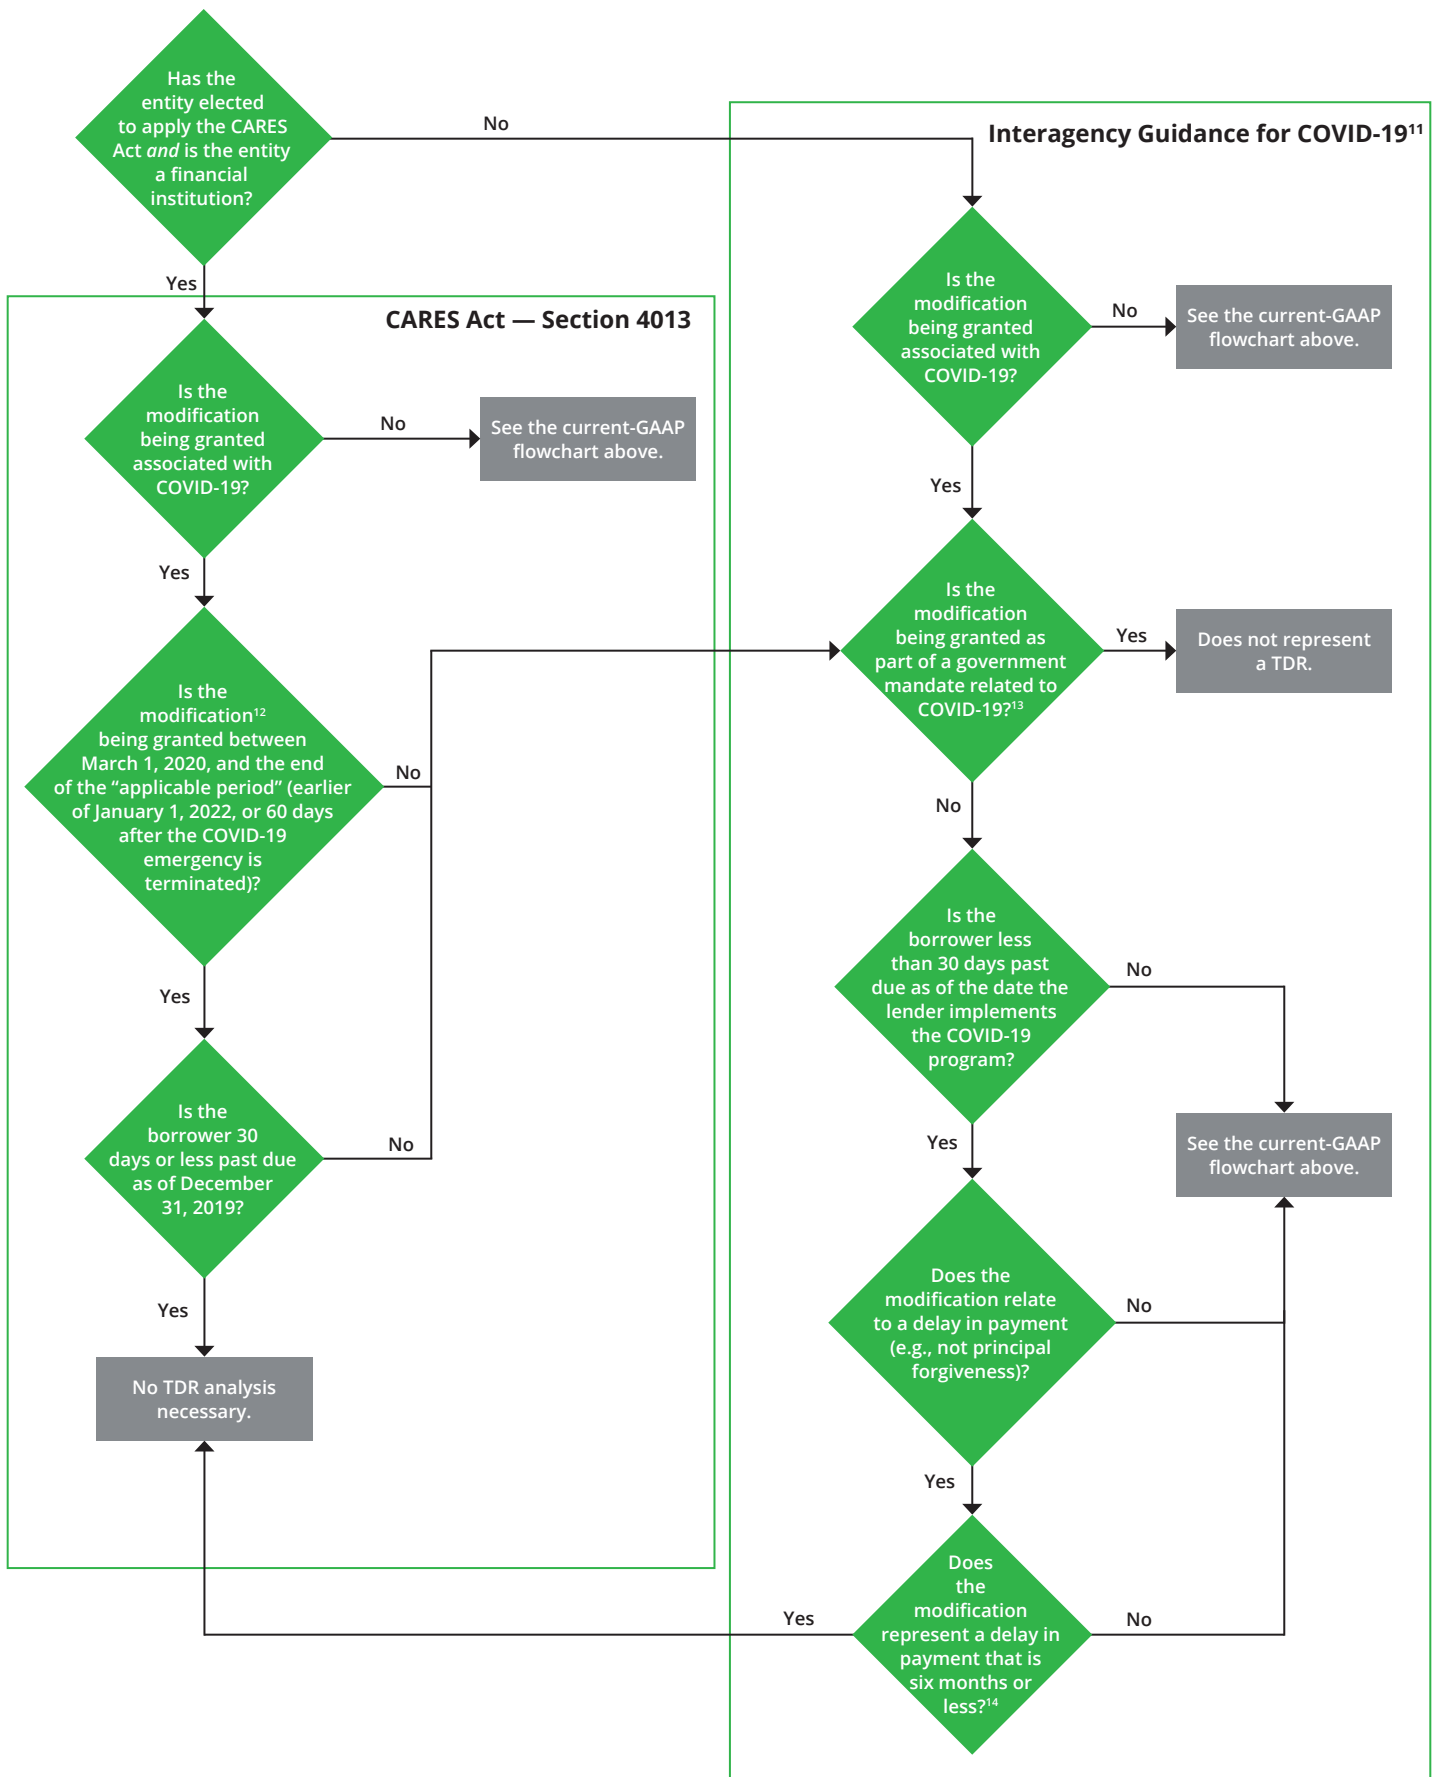 Has the
entity elected
to apply the CARES
Act and is the entity
a financial
institution?
No
Yes
CARES Act — Section 4013
Is the
modification
being granted
associated with
COVID-19?
No
See the current-GAAP
flowchart above.
Yes
Is the
modification¹²
being granted between
March 1, 2020, and the end
of the “applicable period” (earlier
of January 1, 2022, or 60 days
after the COVID-19
emergency is
terminated)?
No
Yes
Is the
borrower 30
days or less past due
as of December
31, 2019?
No
Yes
No TDR analysis
necessary.
Interagency Guidance for COVID-19¹¹
Is the
modification
being granted
associated with
COVID-19?
No
See the current-GAAP
flowchart above.
Yes
Is the
modification
being granted as
part of a government
mandate related to
COVID-19?¹³
Yes
Does not represent
a TDR.
No
Is the
borrower less
than 30 days past
due as of the date the
lender implements
the COVID-19
program?
No
See the current-GAAP
flowchart above.
Yes
Does the
modification relate
to a delay in payment
(e.g., not principal
forgiveness)?
No
Yes
Does
the
modification
represent a delay in
payment that is
six months or
less?¹⁴
No
Yes